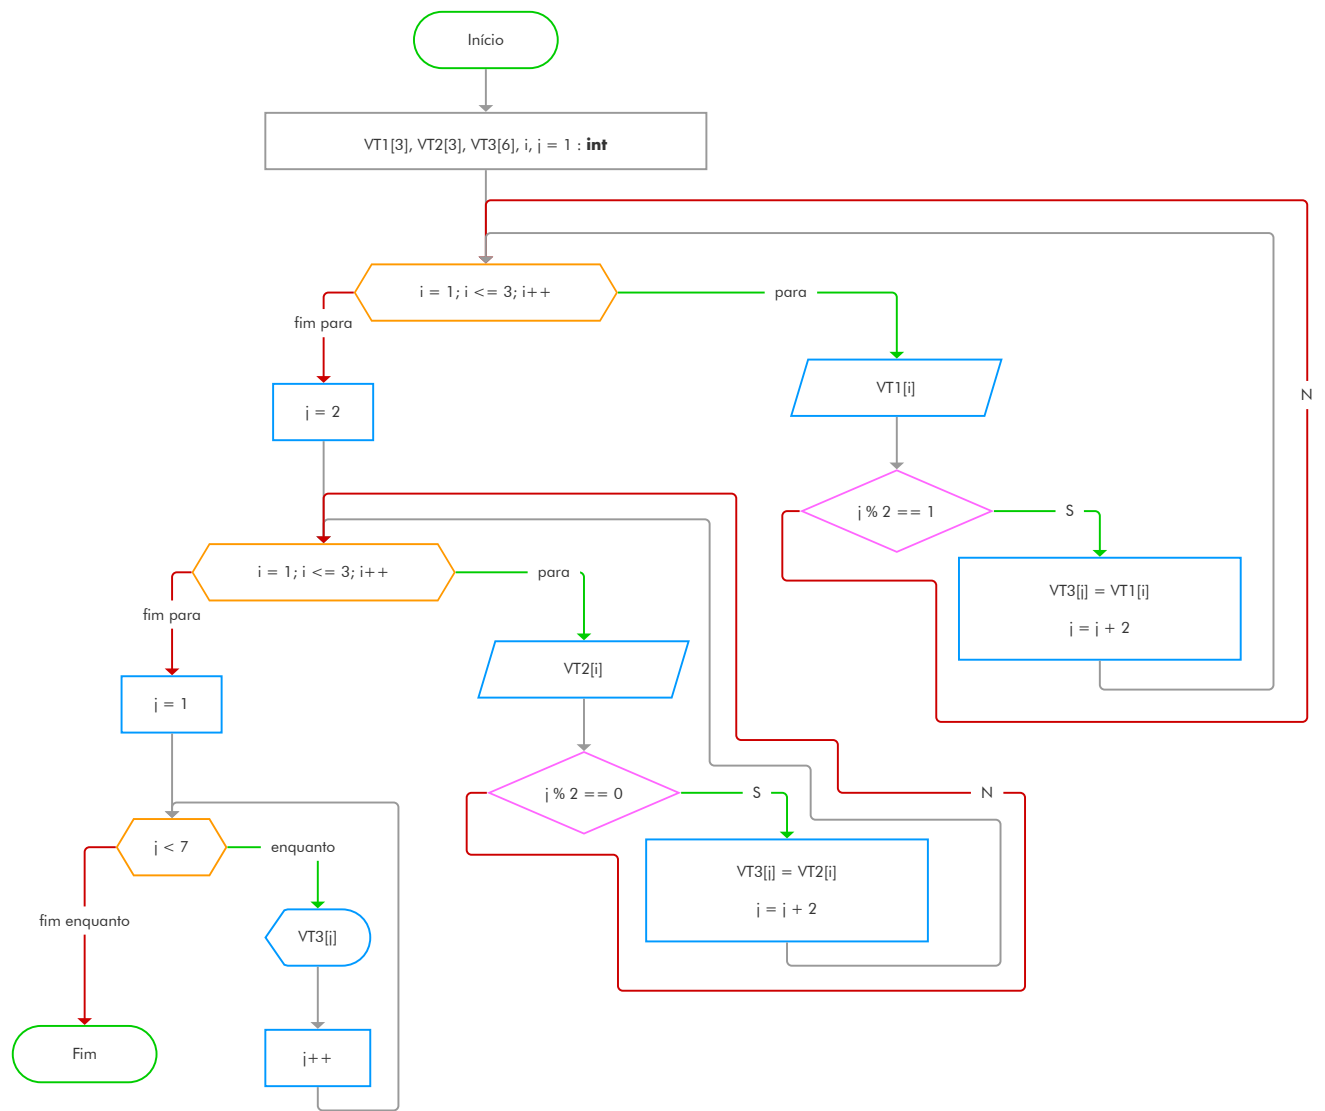 Início
VT1[3], VT2[3], VT3[6], i, j = 1 : int
i = 1; i <= 3; i++
para
fim para
VT1[i]
N
j = 2
j % 2 == 1
S
VT3[j] = VT1[i]
j = j + 2
i = 1; i <= 3; i++
para
fim para
VT2[i]
j = 1
j % 2 == 0
S
N
VT3[j] = VT2[i]
j = j + 2
j < 7
enquanto
fim enquanto
VT3[j]
j++
Fim